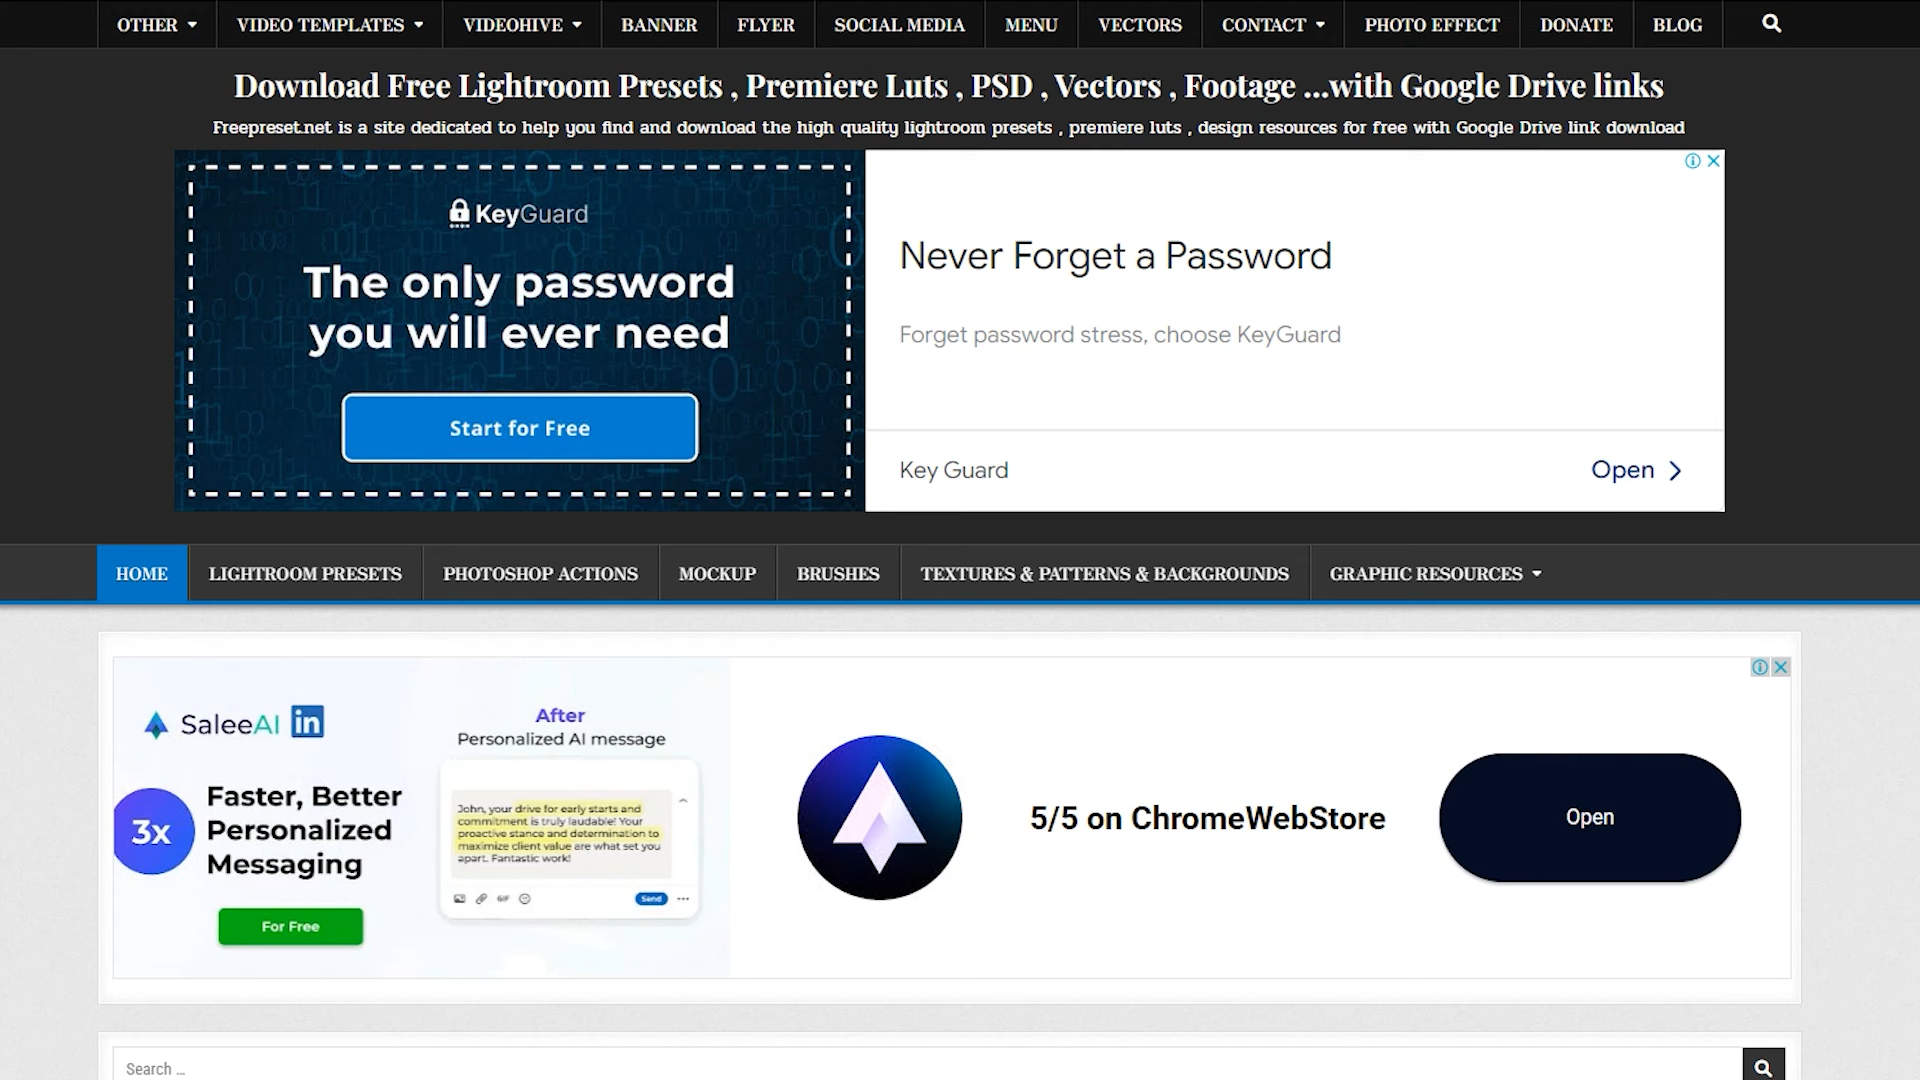 OTHER VIDEO TEMPLATES VIDEOHIVE BANNER FLYER SOCIAL MEDIA MENU VECTORS CONTACT PHOTO EFFECT DONATE BLOG
Download Free Lightroom Presets , Premiere Luts , PSD , Vectors , Footage ...with Google Drive links
Freepreset.net is a site dedicated to help you find and download the high quality lightroom presets , premiere luts , design resources for free with Google Drive link download
KeyGuard
The only password
you will ever need
Start for Free
Never Forget a Password
Forget password stress, choose KeyGuard
Key Guard
Open
HOME LIGHTROOM PRESETS PHOTOSHOP ACTIONS MOCKUP BRUSHES TEXTURES & PATTERNS & BACKGROUNDS GRAPHIC RESOURCES
SaleeAI in
3x
Faster, Better
Personalized
Messaging
For Free
After
Personalized AI message
John, your drive for early starts and
commitment is truly laudable! Your
proactive stance and determination to
maximize client value are what set you
apart. Fantastic work!
GIF
Send
5/5 on ChromeWebStore
Open
Search ...